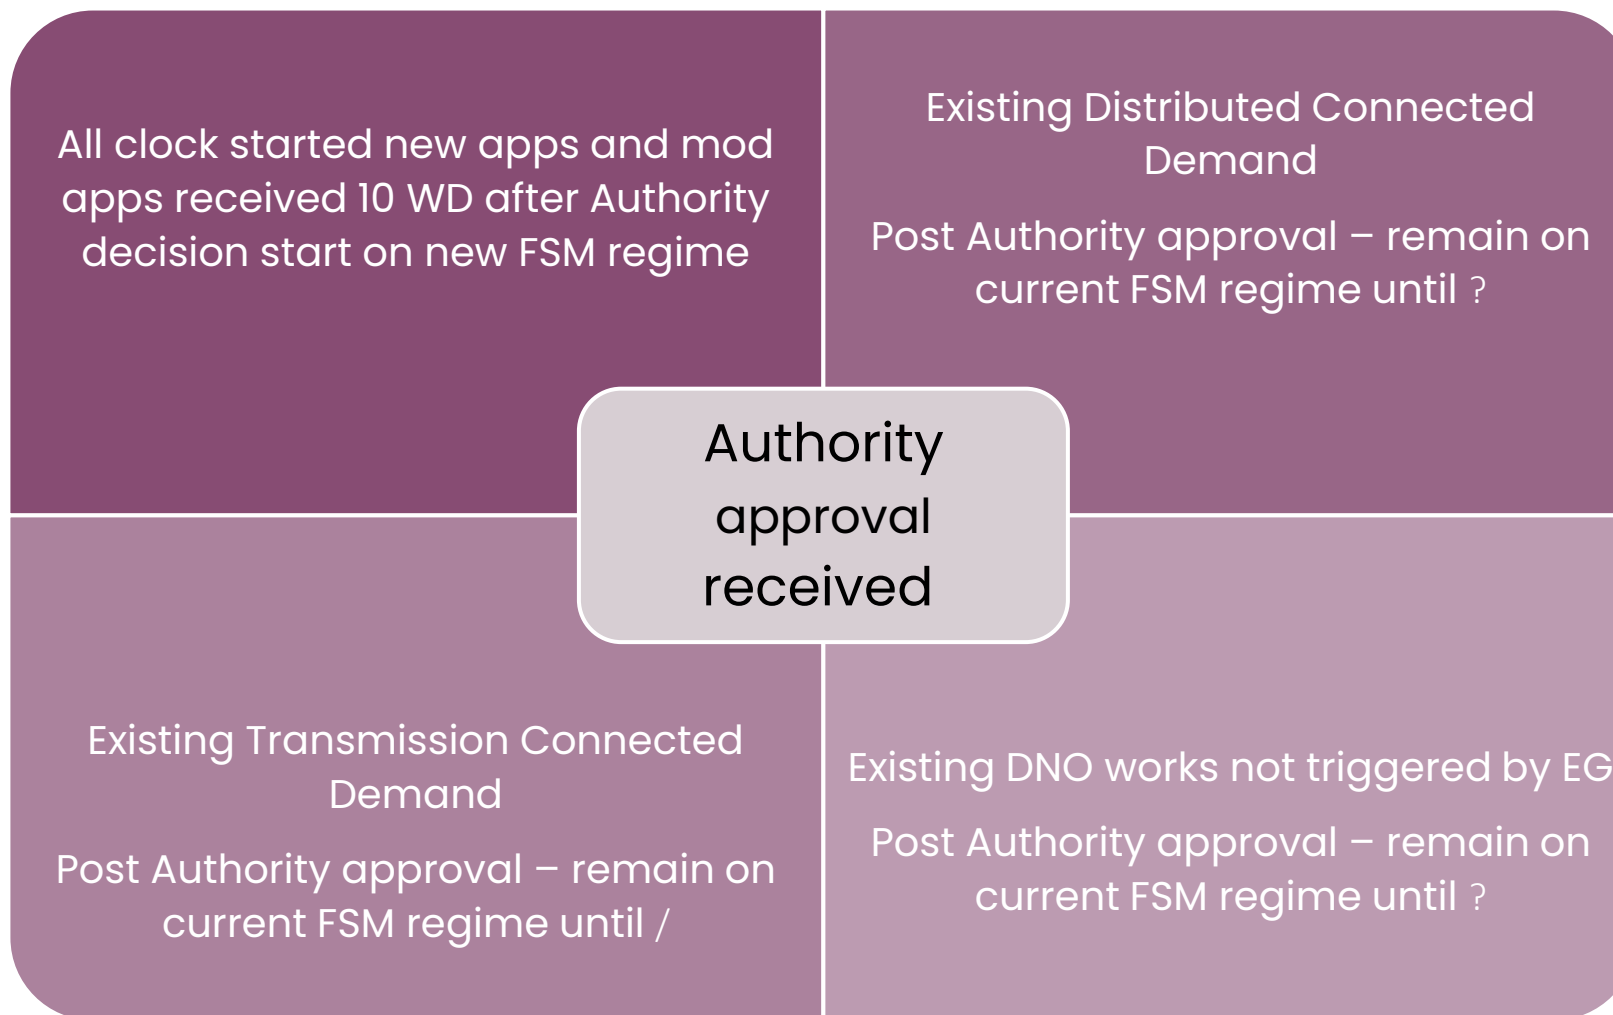 All clock started new apps and mod
apps received 10 WD after Authority
decision start on new FSM regime
Existing Distributed Connected
Demand
Post Authority approval – remain on
current FSM regime until ?
Authority
approval
received
Existing Transmission Connected
Demand
Post Authority approval – remain on
current FSM regime until /
Existing DNO works not triggered by EG
Post Authority approval – remain on
current FSM regime until ?